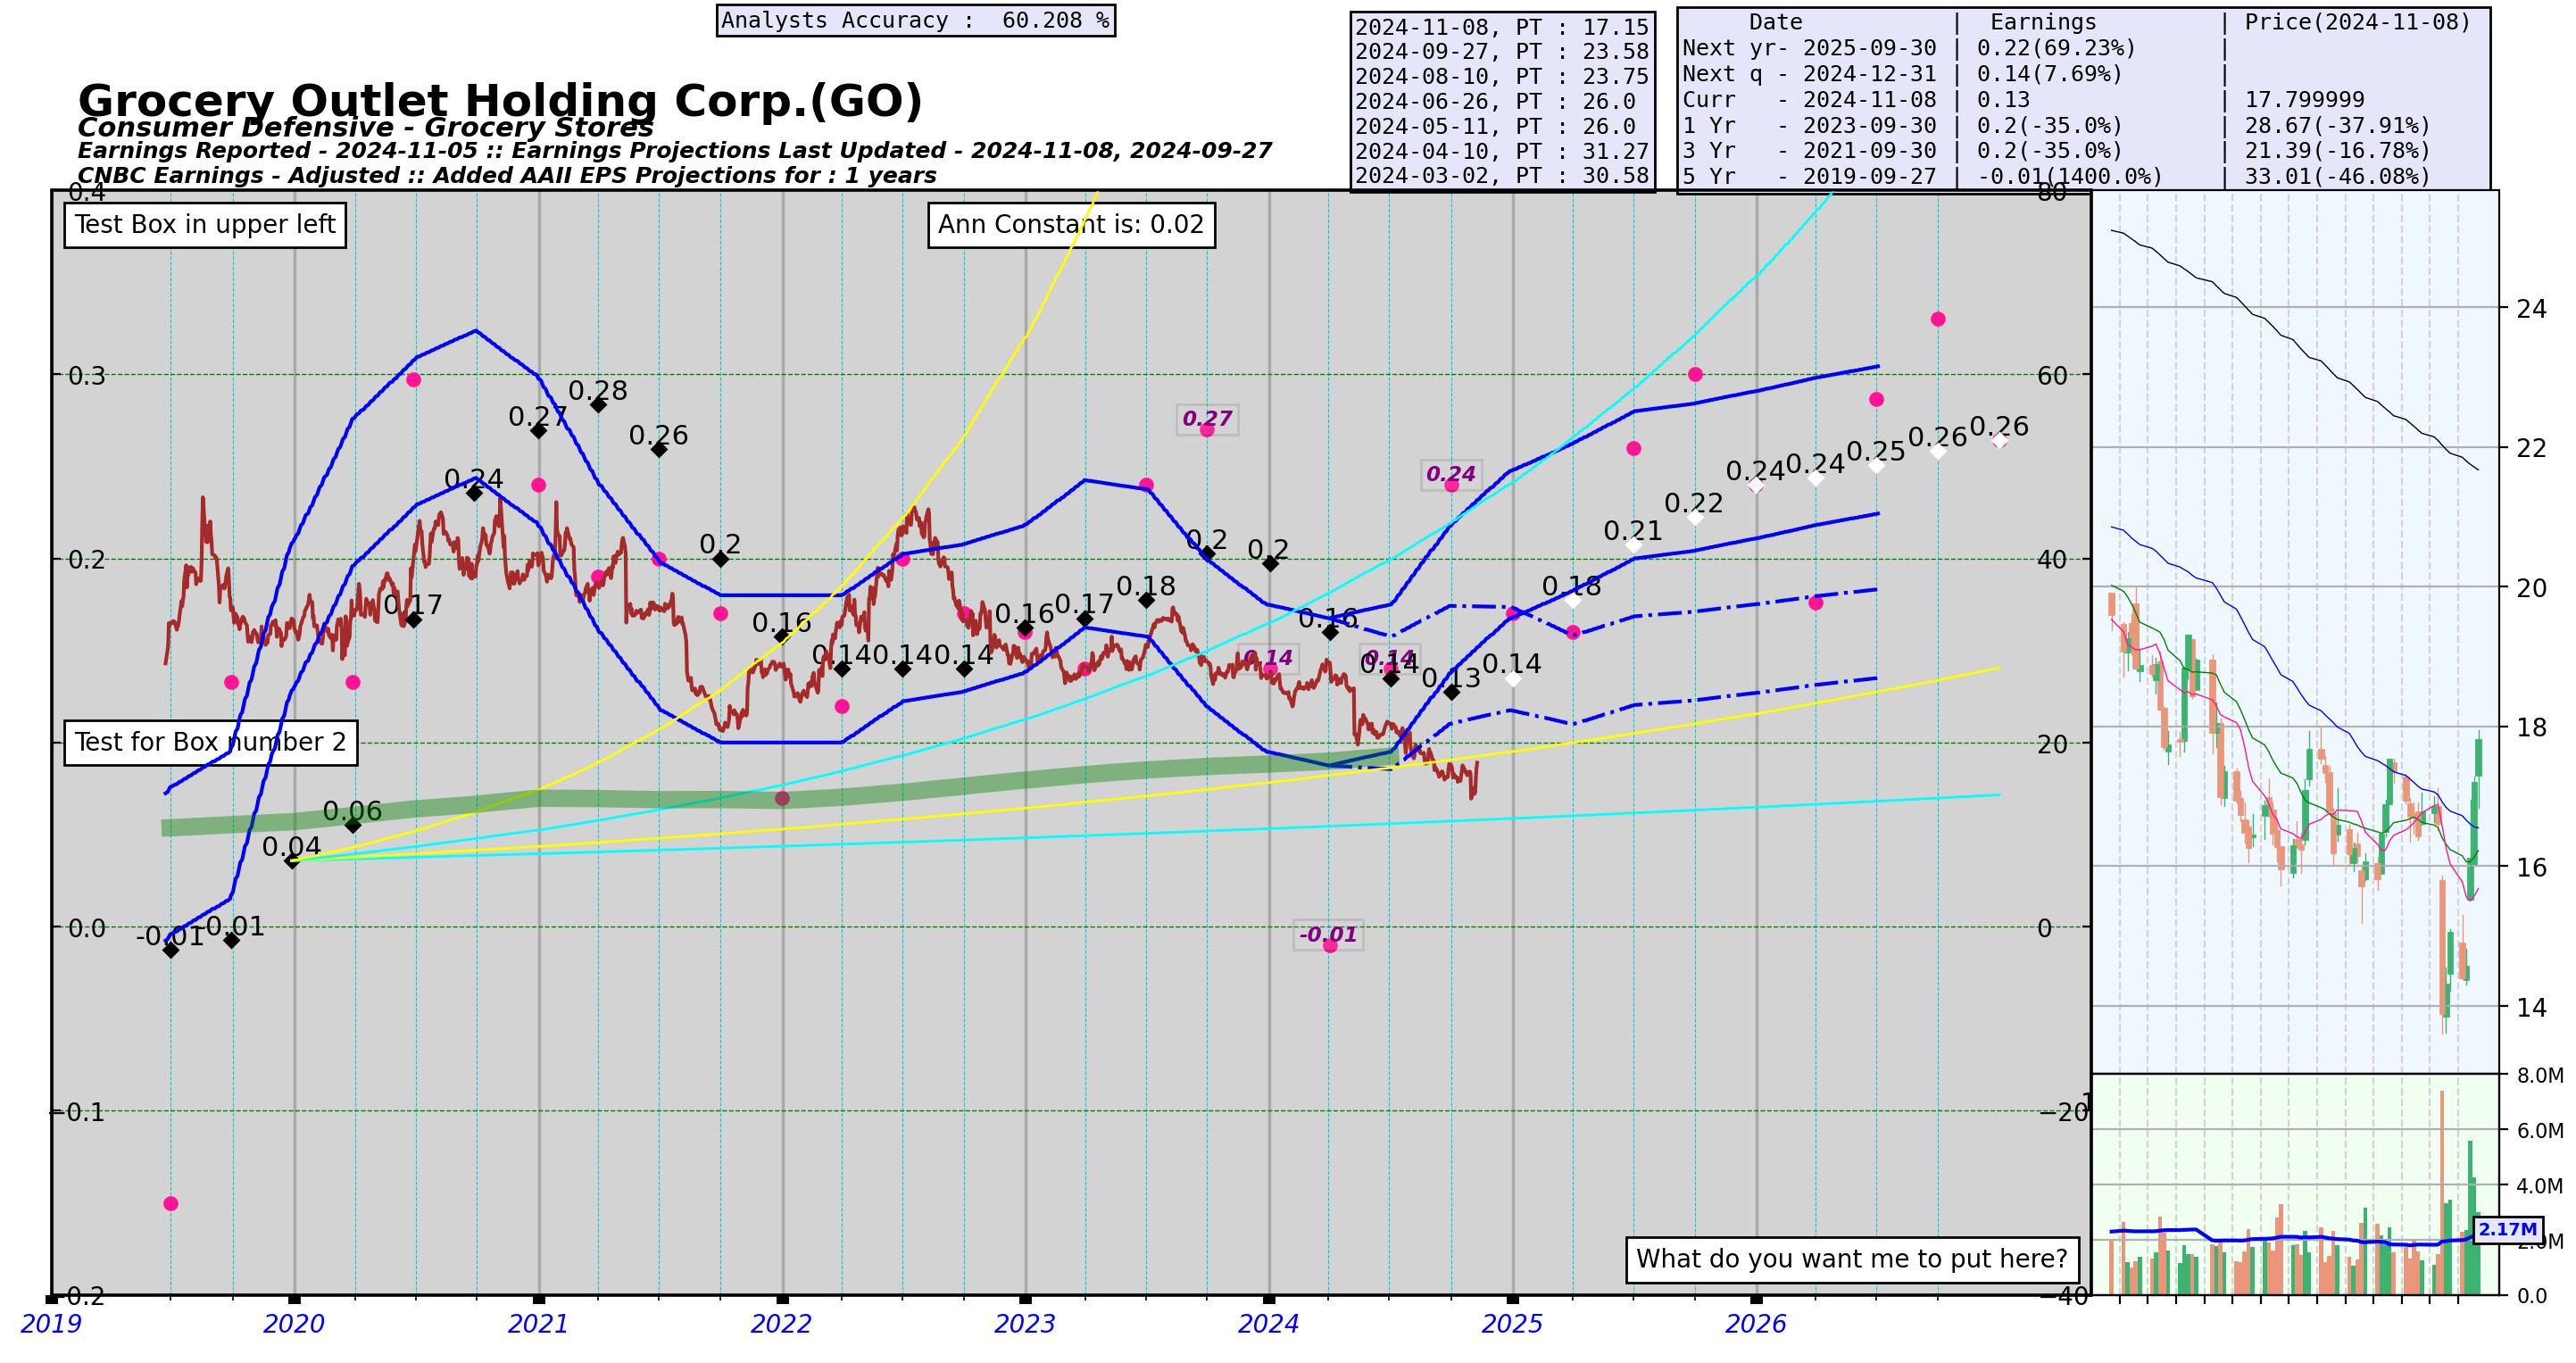 Analysts Accuracy :  60.208 %
2024-11-08, PT : 17.15
2024-09-27, PT : 23.58
2024-08-10, PT : 23.75
2024-06-26, PT : 26.0
2024-05-11, PT : 26.0
2024-04-10, PT : 31.27
2024-03-02, PT : 30.58
Date | Earnings | Price(2024-11-08)
Next yr- 2025-09-30 | 0.22(69.23%) |
Next q - 2024-12-31 | 0.14(7.69%) |
Curr - 2024-11-08 | 0.13 | 17.799999
1 Yr - 2023-09-30 | 0.2(-35.0%) | 28.67(-37.91%)
3 Yr - 2021-09-30 | 0.2(-35.0%) | 21.39(-16.78%)
5 Yr - 2019-09-27 | -0.01(1400.0%) | 33.01(-46.08%)
Grocery Outlet Holding Corp.(GO)
Consumer Defensive - Grocery Stores
Earnings Reported - 2024-11-05 :: Earnings Projections Last Updated - 2024-11-08, 2024-09-27
CNBC Earnings - Adjusted :: Added AAII EPS Projections for : 1 years
Test Box in upper left
Ann Constant is: 0.02
Test for Box number 2
What do you want me to put here?
0.4
0.3
0.2
0.0
−0.1
−0.2
80
60
40
20
0
−20
−40
-0.01
-0.01
0.04
0.06
0.17
0.24
0.27
0.28
0.26
0.2
0.16
0.14
0.14
0.14
0.16
0.17
0.18
0.2
0.2
0.16
0.14
0.13
0.14
0.18
0.21
0.22
0.24
0.24
0.25
0.26
0.26
0.27
0.14
-0.01
0.14
0.24
24
22
20
18
16
14
8.0M
6.0M
4.0M
2.0M
0.0
2.17M
2019
2020
2021
2022
2023
2024
2025
2026